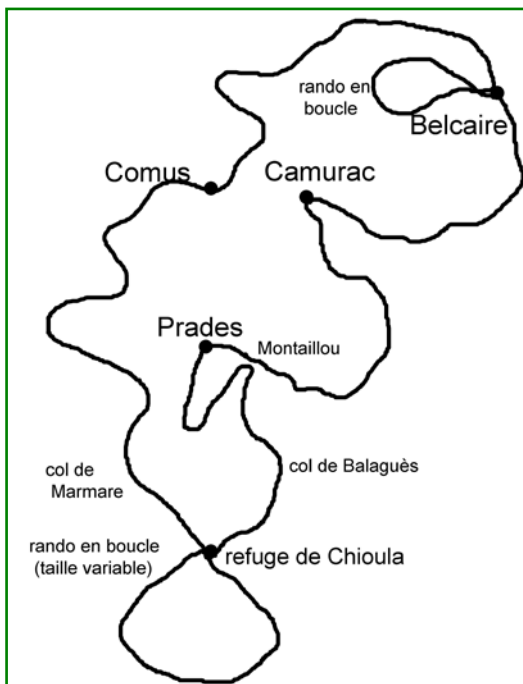 rando en
boucle
Belcaire
Comus
Camurac
Prades
Montaillou
col de
Marmare
col de Balaguès
rando en boucle
(taille variable)
refuge de Chioula